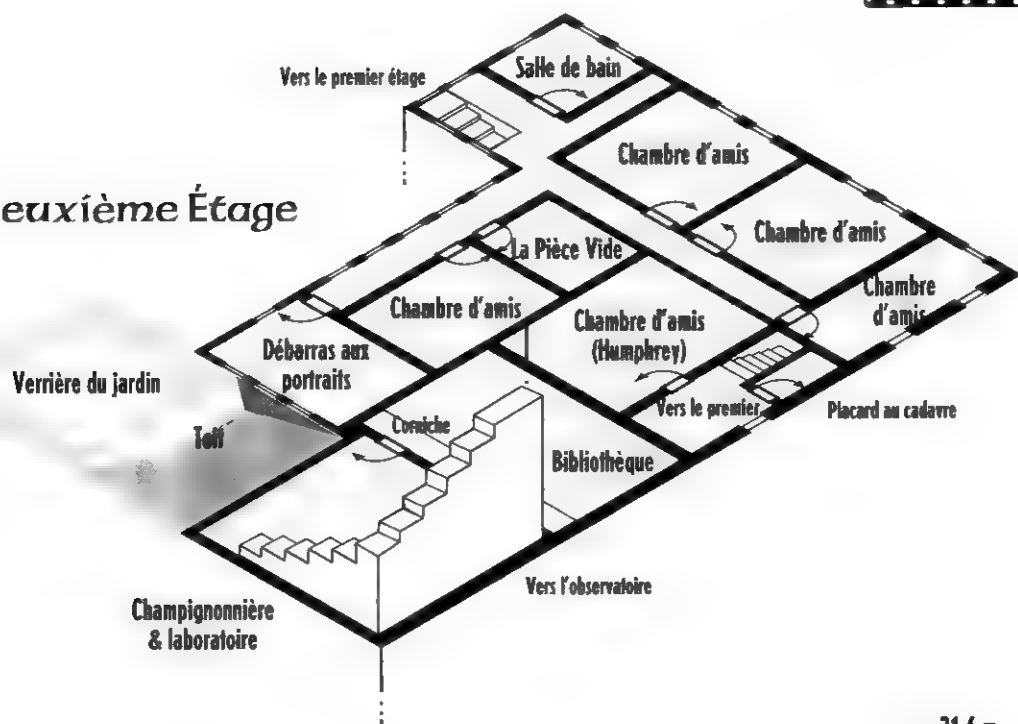 Salle de bain
Vers le premier étage
Chambre d'amis
euxième Étage
Chambre d'amis
La Pièce Vide
Chambre
d'amis
Chambre d'amis
Chambre d'amis
(Humphrey)
Débarras aux
portraits
Verrière du jardin
Vers le premier
Placard au cadavre
Corniche
Toit
Bibliothèque
Vers l'observatoire
Champignonnière
& laboratoire